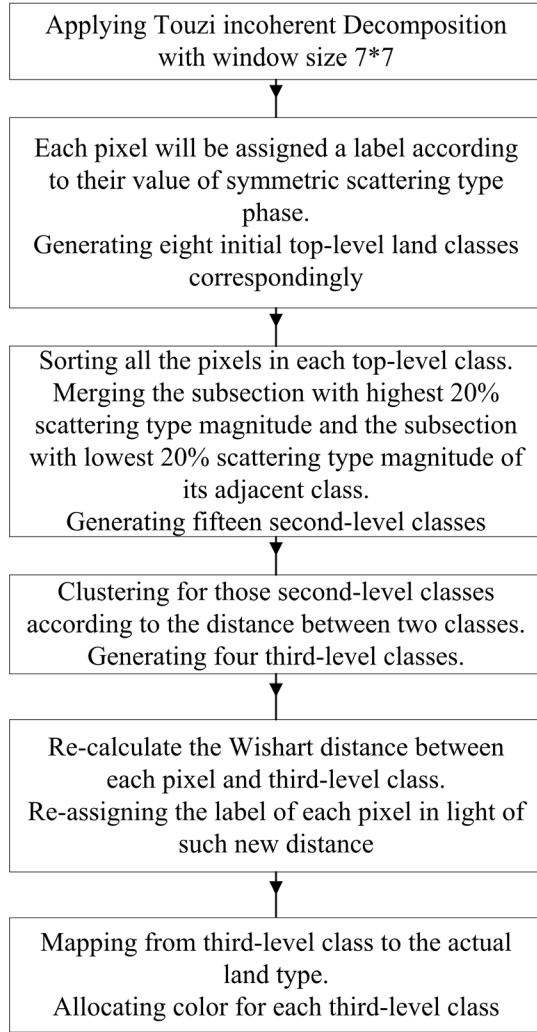 Applying Touzi incoherent Decomposition
with window size 7*7
Each pixel will be assigned a label according
to their value of symmetric scattering type
phase.
Generating eight initial top-level land classes
correspondingly
Sorting all the pixels in each top-level class.
Merging the subsection with highest 20%
scattering type magnitude and the subsection
with lowest 20% scattering type magnitude of
its adjacent class.
Generating fifteen second-level classes
Clustering for those second-level classes
according to the distance between two classes.
Generating four third-level classes.
Re-calculate the Wishart distance between
each pixel and third-level class.
Re-assigning the label of each pixel in light of
such new distance
Mapping from third-level class to the actual
land type.
Allocating color for each third-level class